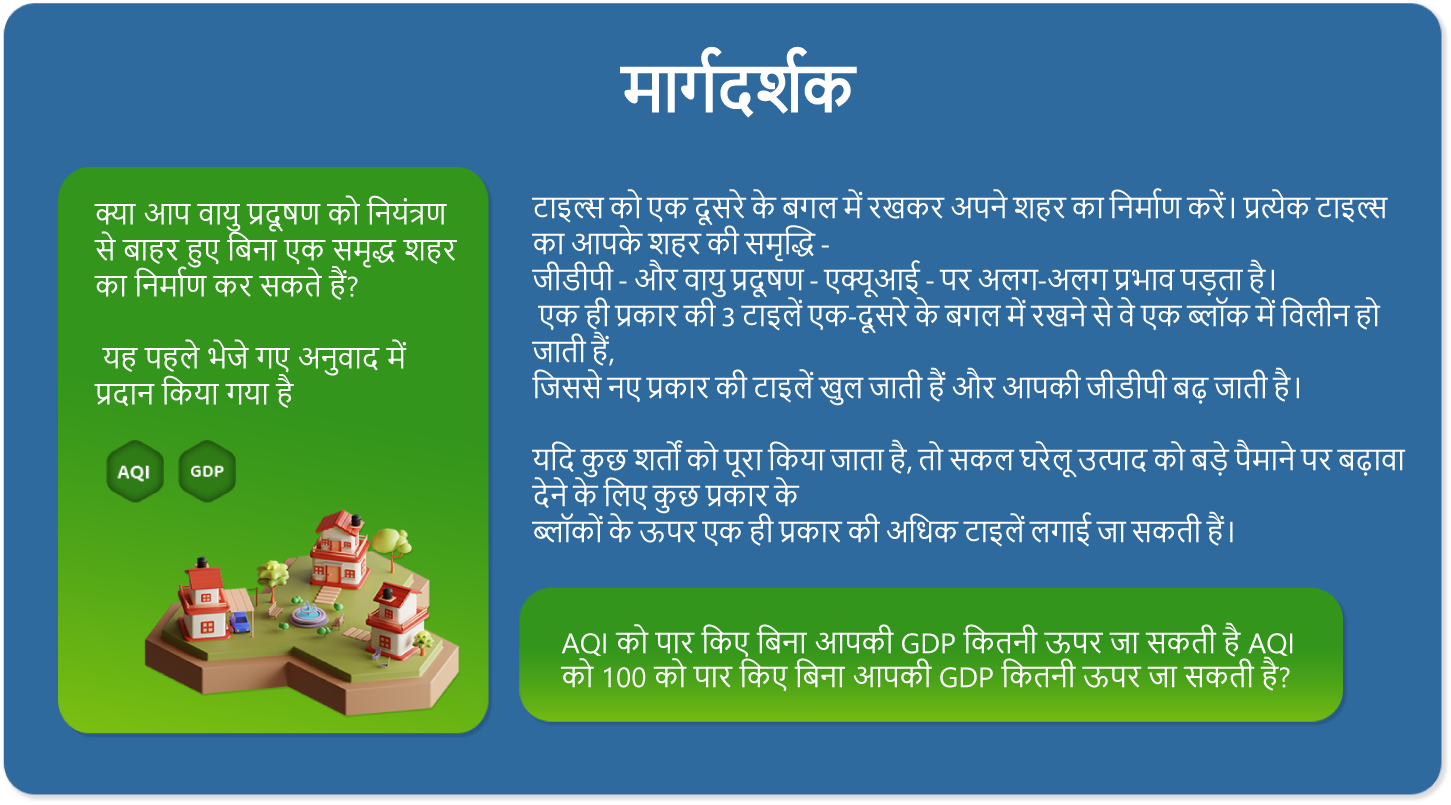 मार्गदर्शक
क्या आप वायु प्रदूषण को नियंत्रण
से बाहर हुए बिना एक समृद्ध शहर
का निर्माण कर सकते हैं?
यह पहले भेजे गए अनुवाद में
प्रदान किया गया है
AQI GDP
टाइल्स को एक दूसरे के बगल में रखकर अपने शहर का निर्माण करें। प्रत्येक टाइल्स
का आपके शहर की समृद्धि -
जीडीपी - और वायु प्रदूषण - एक्यूआई - पर अलग-अलग प्रभाव पड़ता है।
एक ही प्रकार की 3 टाइलें एक-दूसरे के बगल में रखने से वे एक ब्लॉक में विलीन हो
जाती हैं,
जिससे नए प्रकार की टाइलें खुल जाती हैं और आपकी जीडीपी बढ़ जाती है।
यदि कुछ शर्तों को पूरा किया जाता है, तो सकल घरेलू उत्पाद को बड़े पैमाने पर बढ़ावा
देने के लिए कुछ प्रकार के
ब्लॉकों के ऊपर एक ही प्रकार की अधिक टाइलें लगाई जा सकती हैं।
AQI को पार किए बिना आपकी GDP कितनी ऊपर जा सकती है AQI
को 100 को पार किए बिना आपकी GDP कितनी ऊपर जा सकती है?